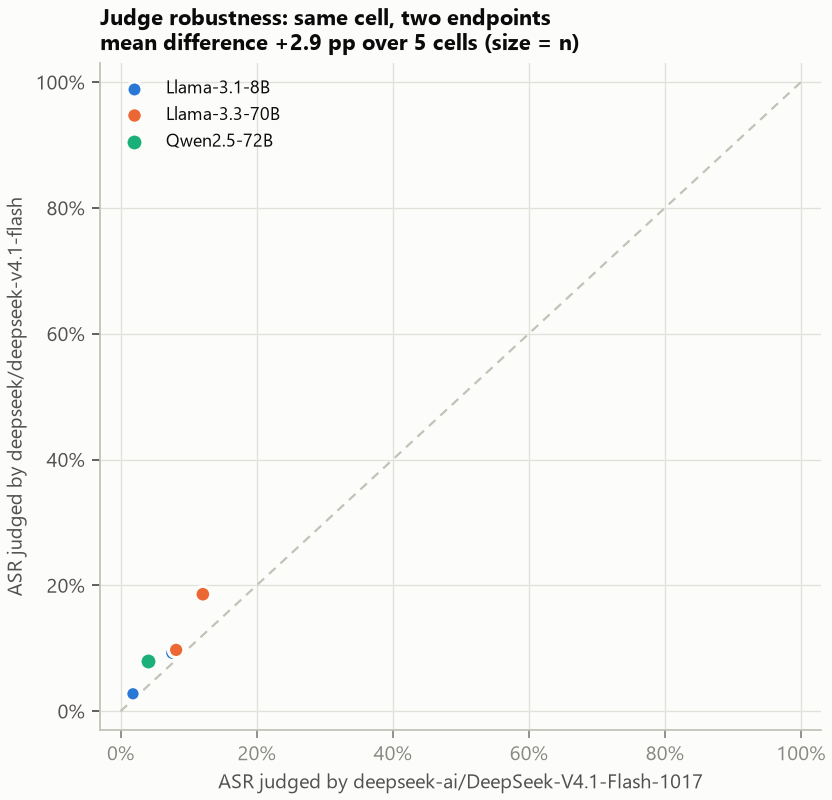 Judge robustness: same cell, two endpoints
mean difference +2.9 pp over 5 cells (size = n)
Llama-3.1-8B
Llama-3.3-70B
Qwen2.5-72B
ASR judged by deepseek/deepseek-v4.1-flash
100%
80%
60%
40%
20%
0%
0% 20% 40% 60% 80% 100%
ASR judged by deepseek-ai/DeepSeek-V4.1-Flash-1017